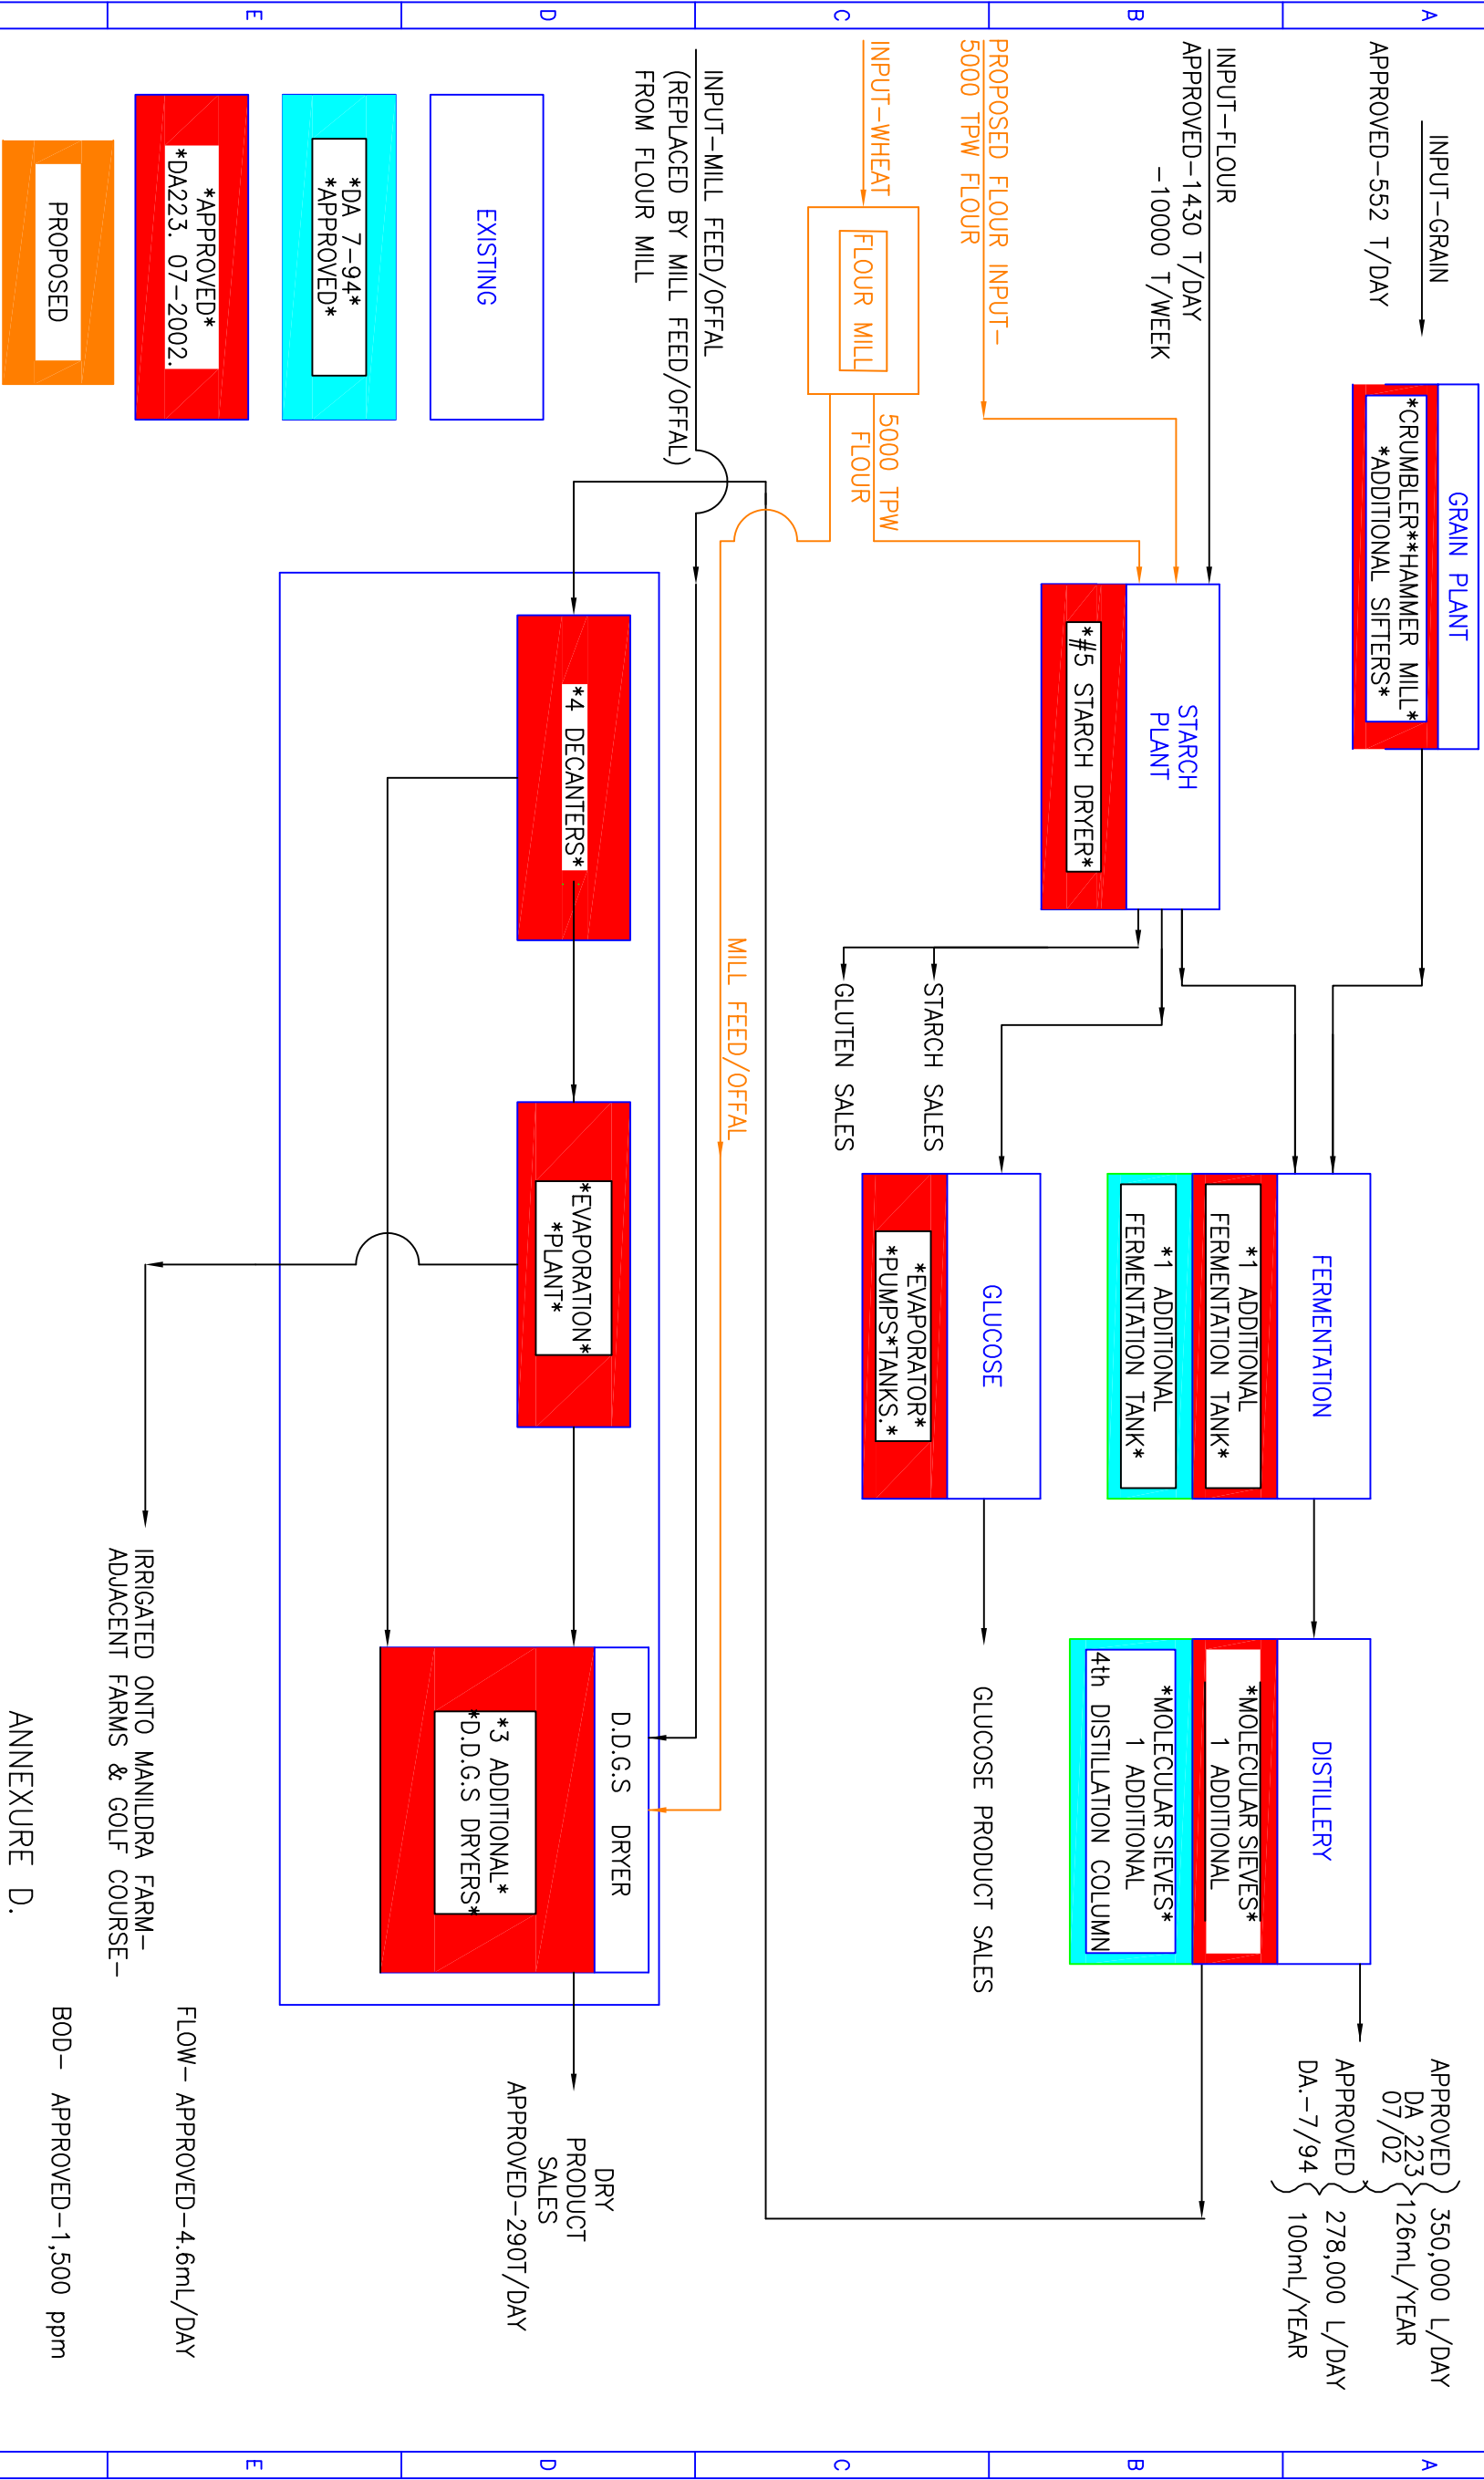 A
B
C
D
E
INPUT-GRAIN
APPROVED-552 T/DAY
GRAIN PLANT
*CRUMBLER**HAMMER MILL*
*ADDITIONAL SIFTERS*
INPUT-FLOUR
APPROVED-1430 T/DAY
-10000 T/WEEK
PROPOSED FLOUR INPUT-
5000 TPW FLOUR
INPUT-WHEAT
FLOUR MILL
5000 TPW
FLOUR
STARCH
PLANT
*#5 STARCH DRYER*
STARCH SALES
GLUTEN SALES
FERMENTATION
*1 ADDITIONAL
FERMENTATION TANK*
*1 ADDITIONAL
FERMENTATION TANK*
GLUCOSE
*EVAPORATOR*
*PUMPS*TANKS.*
GLUCOSE PRODUCT SALES
DISTILLERY
*MOLECULAR SIEVES*
1 ADDITIONAL
*MOLECULAR SIEVES*
1 ADDITIONAL
4th DISTILLATION COLUMN
APPROVED
DA 223
07/02
350,000 L/DAY
126mL/YEAR
APPROVED
DA.-7/94
278,000 L/DAY
100mL/YEAR
INPUT-MILL FEED/OFFAL
(REPLACED BY MILL FEED/OFFAL)
FROM FLOUR MILL
MILL FEED/OFFAL
*4 DECANTERS*
*EVAPORATION*
*PLANT*
D.D.G.S DRYER
*3 ADDITIONAL*
*D.D.G.S DRYERS*
DRY
PRODUCT
SALES
APPROVED-290T/DAY
EXISTING
*DA 7-94*
*APPROVED*
*APPROVED*
*DA223. 07-2002.
PROPOSED
IRRIGATED ONTO MANILDRA FARM-
ADJACENT FARMS & GOLF COURSE-
FLOW- APPROVED-4.6mL/DAY
BOD- APPROVED-1,500 ppm
ANNEXURE D.
A
B
C
D
E